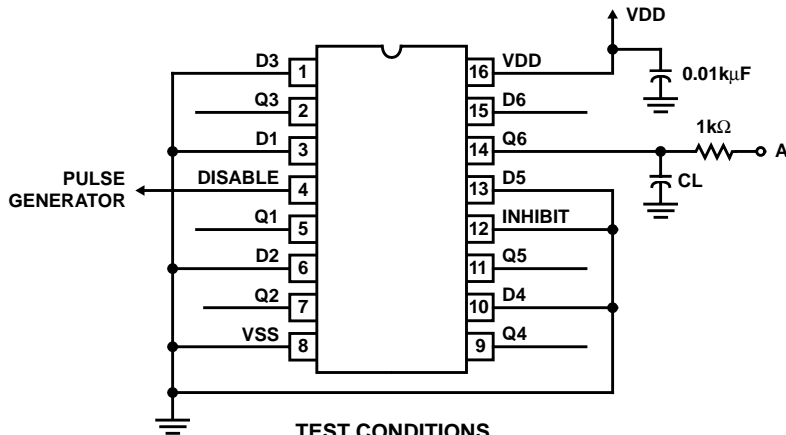 VDD
D3
1
16
VDD
0.01kμF
Q3
2
15
D6
1kΩ
D1
3
14
Q6
A
PULSE
GENERATOR
DISABLE
4
13
D5
CL
Q1
5
12
INHIBIT
D2
6
11
Q5
Q2
7
10
D4
VSS
8
9
Q4
TEST CONDITIONS